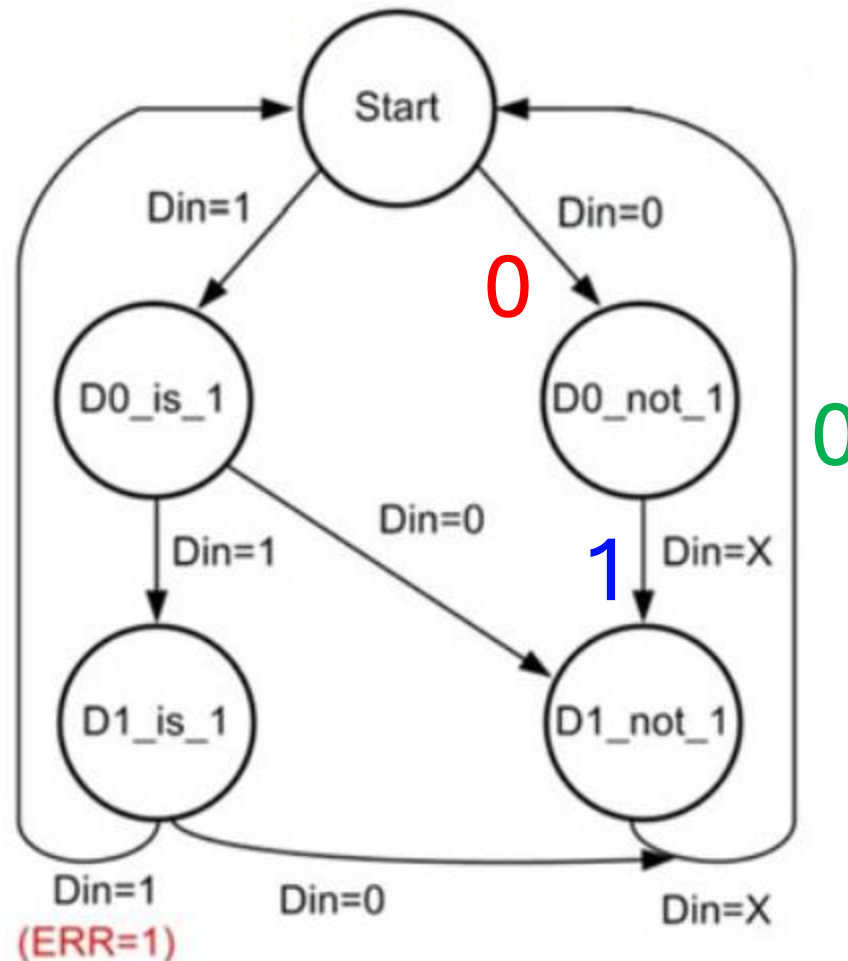 Start
Din=1
Din=0
0
D0_is_1
D0_not_1
0
Din=0
Din=1
1
Din=X
D1_is_1
D1_not_1
Din=1
(ERR=1)
Din=0
Din=X